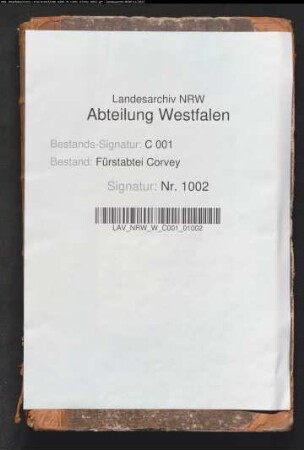 Landesarchiv NRW
Abteilung Westfalen
Bestands-Signatur: C 001
Bestand: Fürstabtei Corvey
Signatur: Nr. 1002
LAV_NRW_W_C001_01002